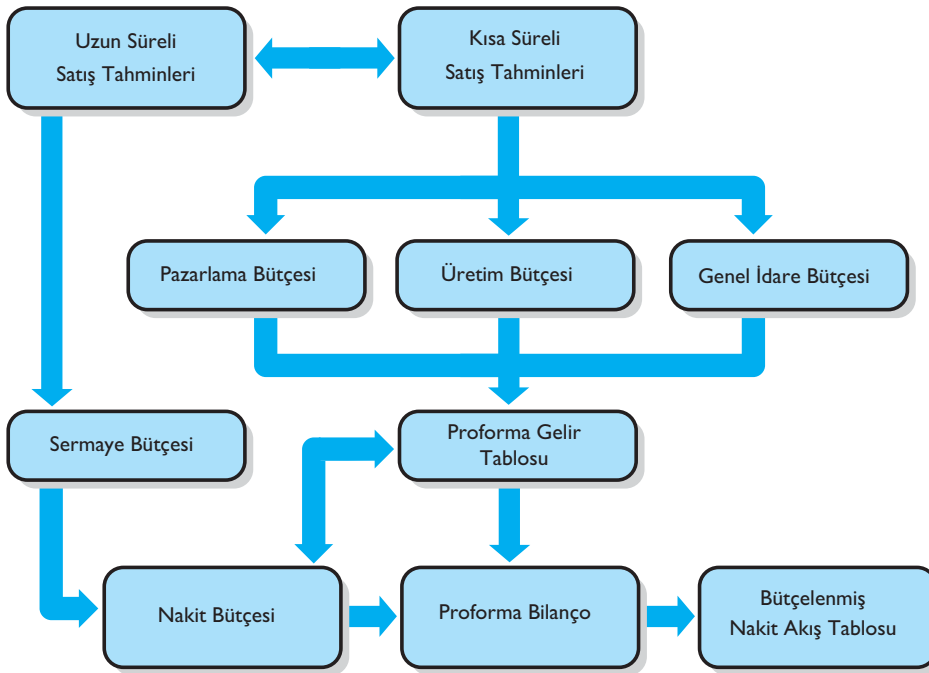 Uzun Süreli
Satış Tahminleri
Kısa Süreli
Satış Tahminleri
Pazarlama Bütçesi
Üretim Bütçesi
Genel İdare Bütçesi
Sermaye Bütçesi
Proforma Gelir
Tablosu
Nakit Bütçesi
Proforma Bilanço
Bütçelenmiş
Nakit Akış Tablosu